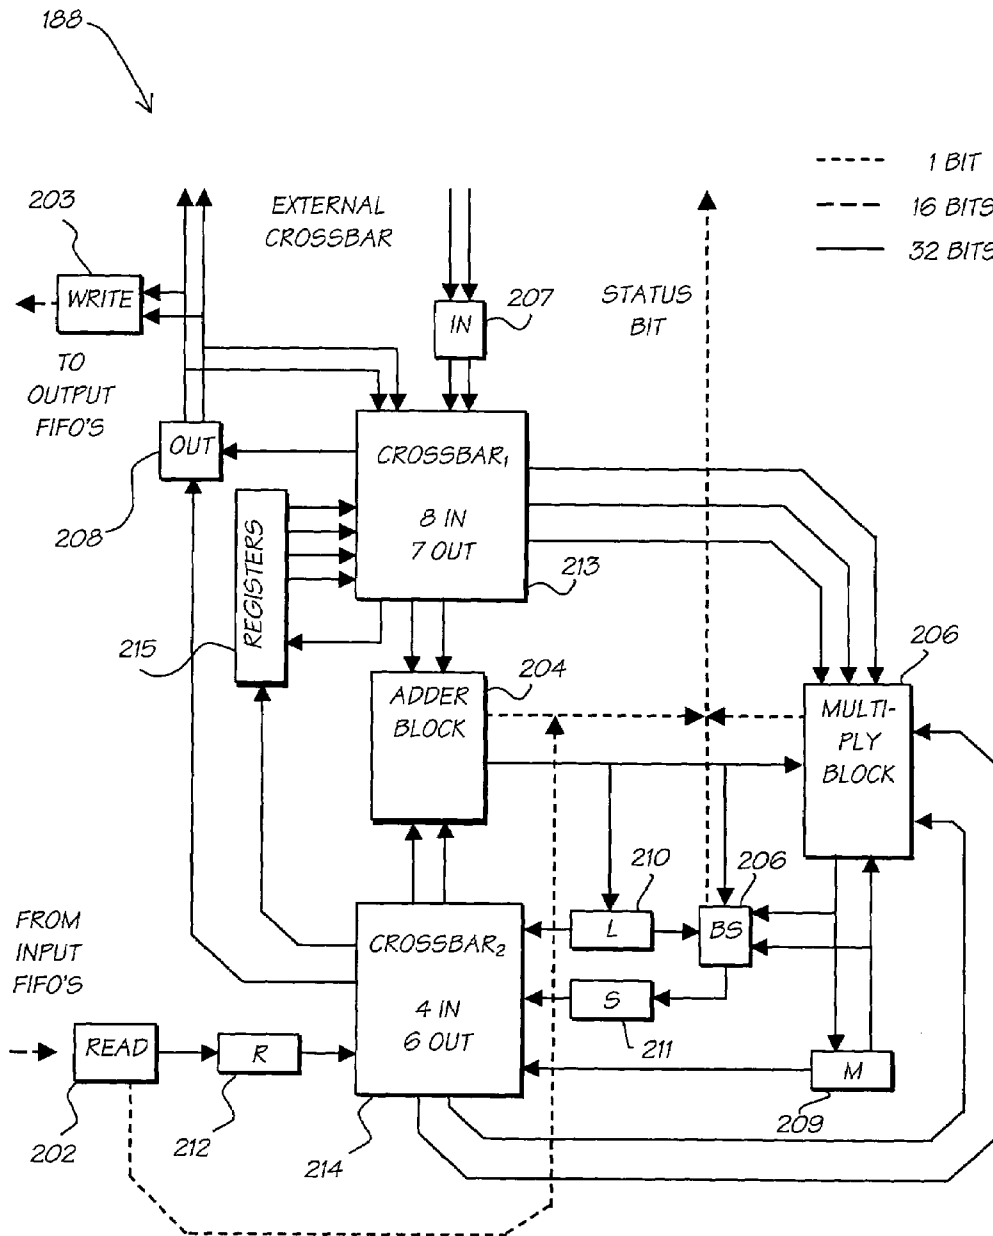 188
1 BIT
16 BITS
32 BITS
203
EXTERNAL
CROSSBAR
WRITE
STATUS
BIT
207
IN
TO
OUTPUT
FIFO'S
OUT
208
CROSSBAR1
8 IN
7 OUT
213
REGISTERS
215
204
ADDER
BLOCK
206
MULTI-
PLY
BLOCK
210
206
L
BS
FROM
INPUT
FIFO'S
CROSSBAR2
4 IN
6 OUT
S
211
READ
R
M
209
202
212
214